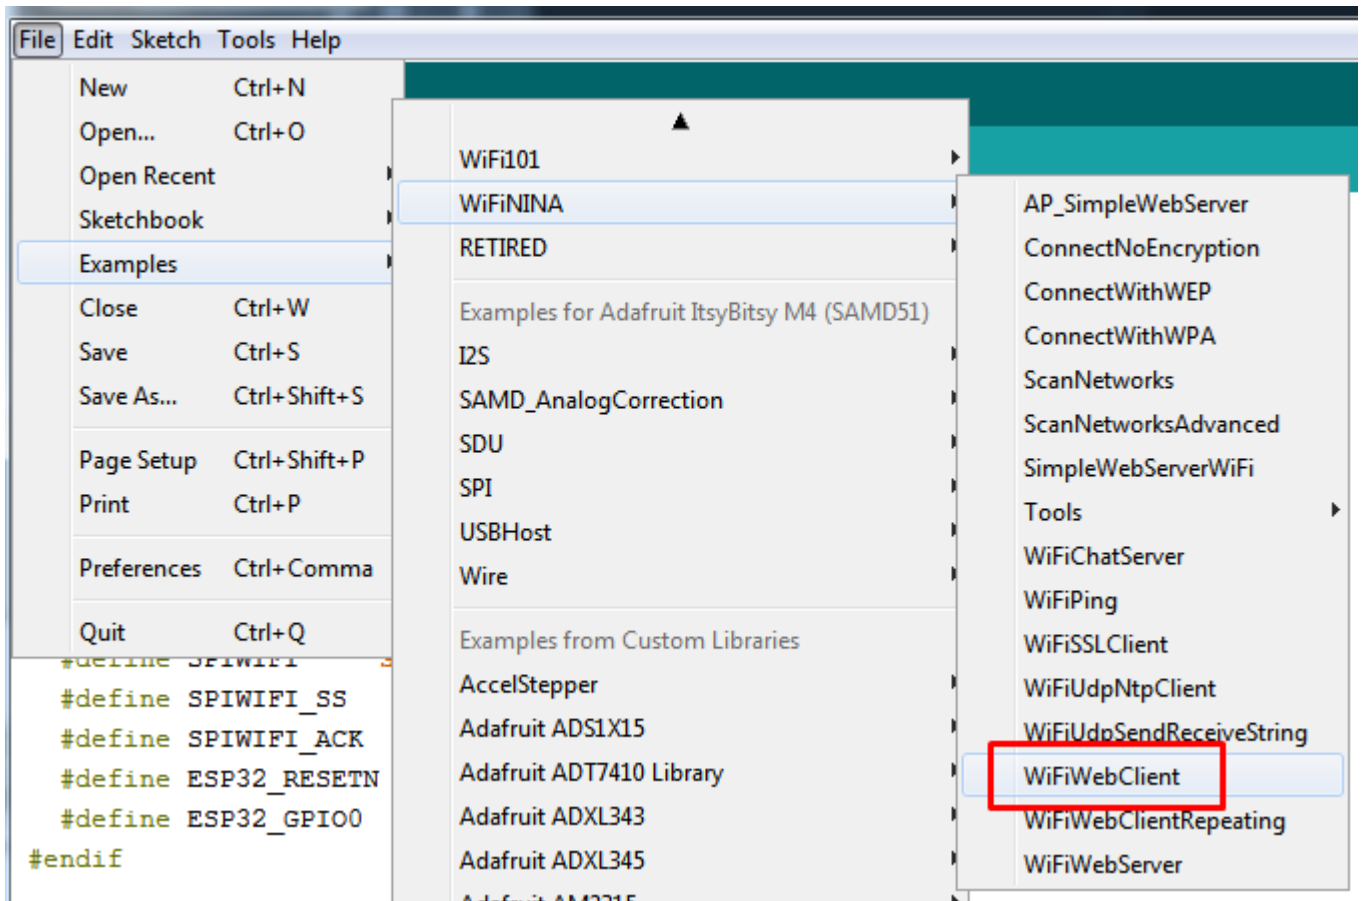 File Edit Sketch Tools Help
New Ctrl+N
Open... Ctrl+O
Open Recent
Sketchbook
Examples
Close Ctrl+W
Save Ctrl+S
Save As... Ctrl+Shift+S
Page Setup Ctrl+Shift+P
Print Ctrl+P
Preferences Ctrl+Comma
Quit Ctrl+Q
#define SPIWIFI
#define SPIWIFI_SS
#define SPIWIFI_ACK
#define ESP32_RESETN
#define ESP32_GPIO0
#endif
WiFi101
WiFiNINA
RETIRED
Examples for Adafruit ItsyBitsy M4 (SAMD51)
I2S
SAMD_AnalogCorrection
SDU
SPI
USBHost
Wire
Examples from Custom Libraries
AccelStepper
Adafruit ADS1X15
Adafruit ADT7410 Library
Adafruit ADXL343
Adafruit ADXL345
Adafruit AM2315
AP_SimpleWebServer
ConnectNoEncryption
ConnectWithWEP
ConnectWithWPA
ScanNetworks
ScanNetworksAdvanced
SimpleWebServerWiFi
Tools
WiFiChatServer
WiFiPing
WiFiSSLClient
WiFiUdpNtpClient
WiFiUdpSendReceiveString
WiFiWebClient
WiFiWebClientRepeating
WiFiWebServer